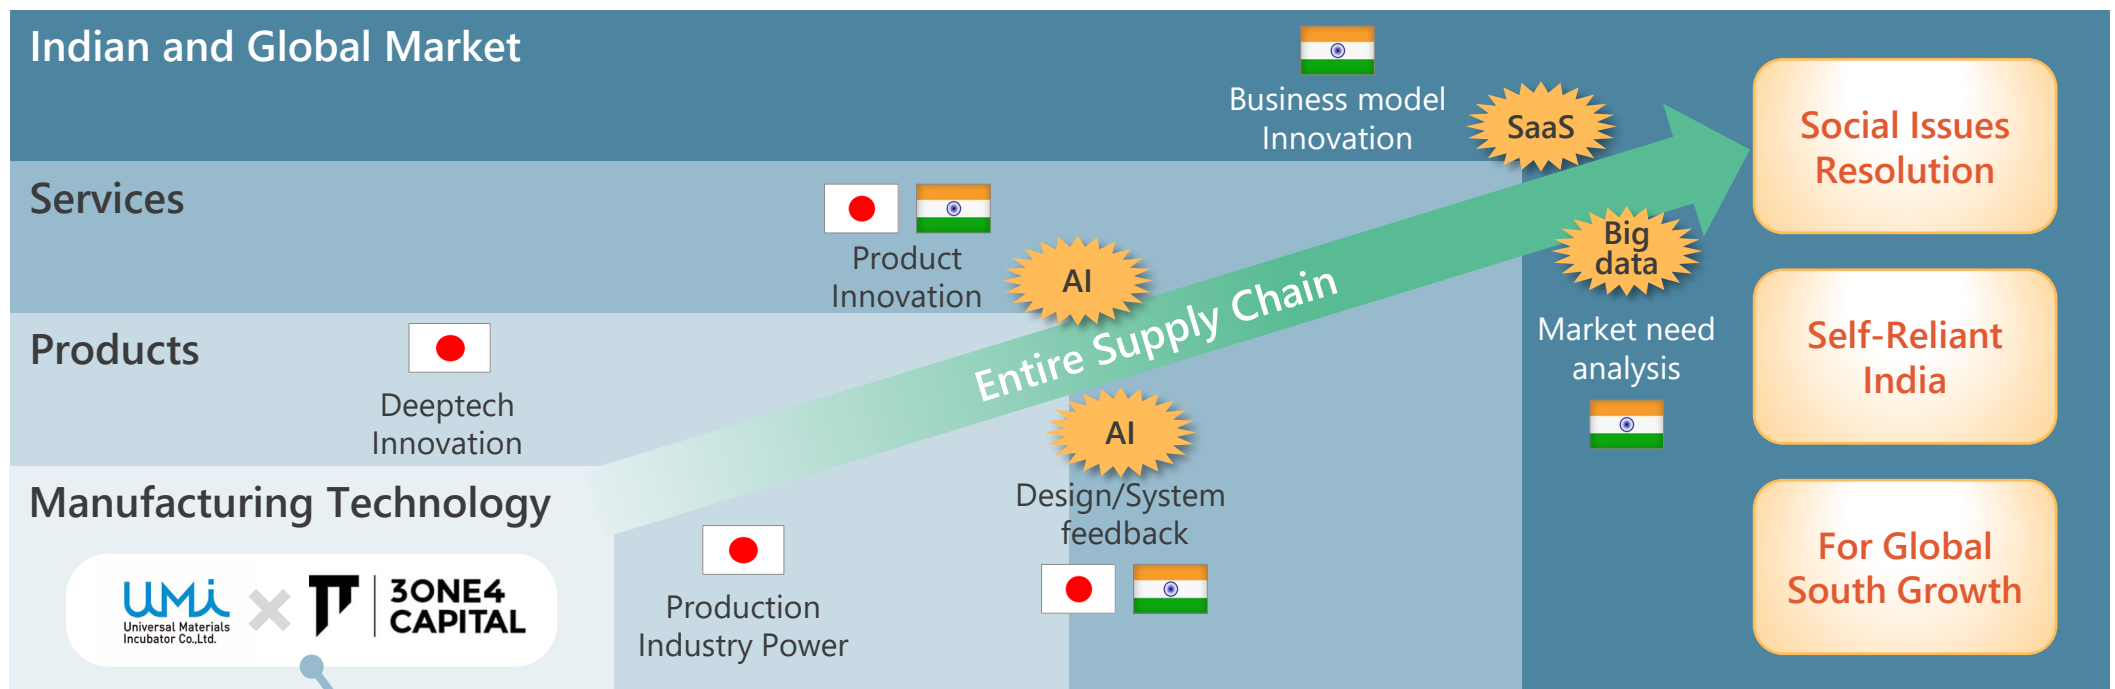 Indian and Global Market
Business model
Innovation
SaaS
Social Issues
Resolution
Services
Product
Innovation
AI
Big
data
Market need
analysis
Entire Supply Chain
Self-Reliant
India
Products
Deeptech
Innovation
AI
Design/System
feedback
Manufacturing Technology
UMi
Universal Materials
Incubator Co.,Ltd.
3ONE4
CAPITAL
Production
Industry Power
For Global
South Growth